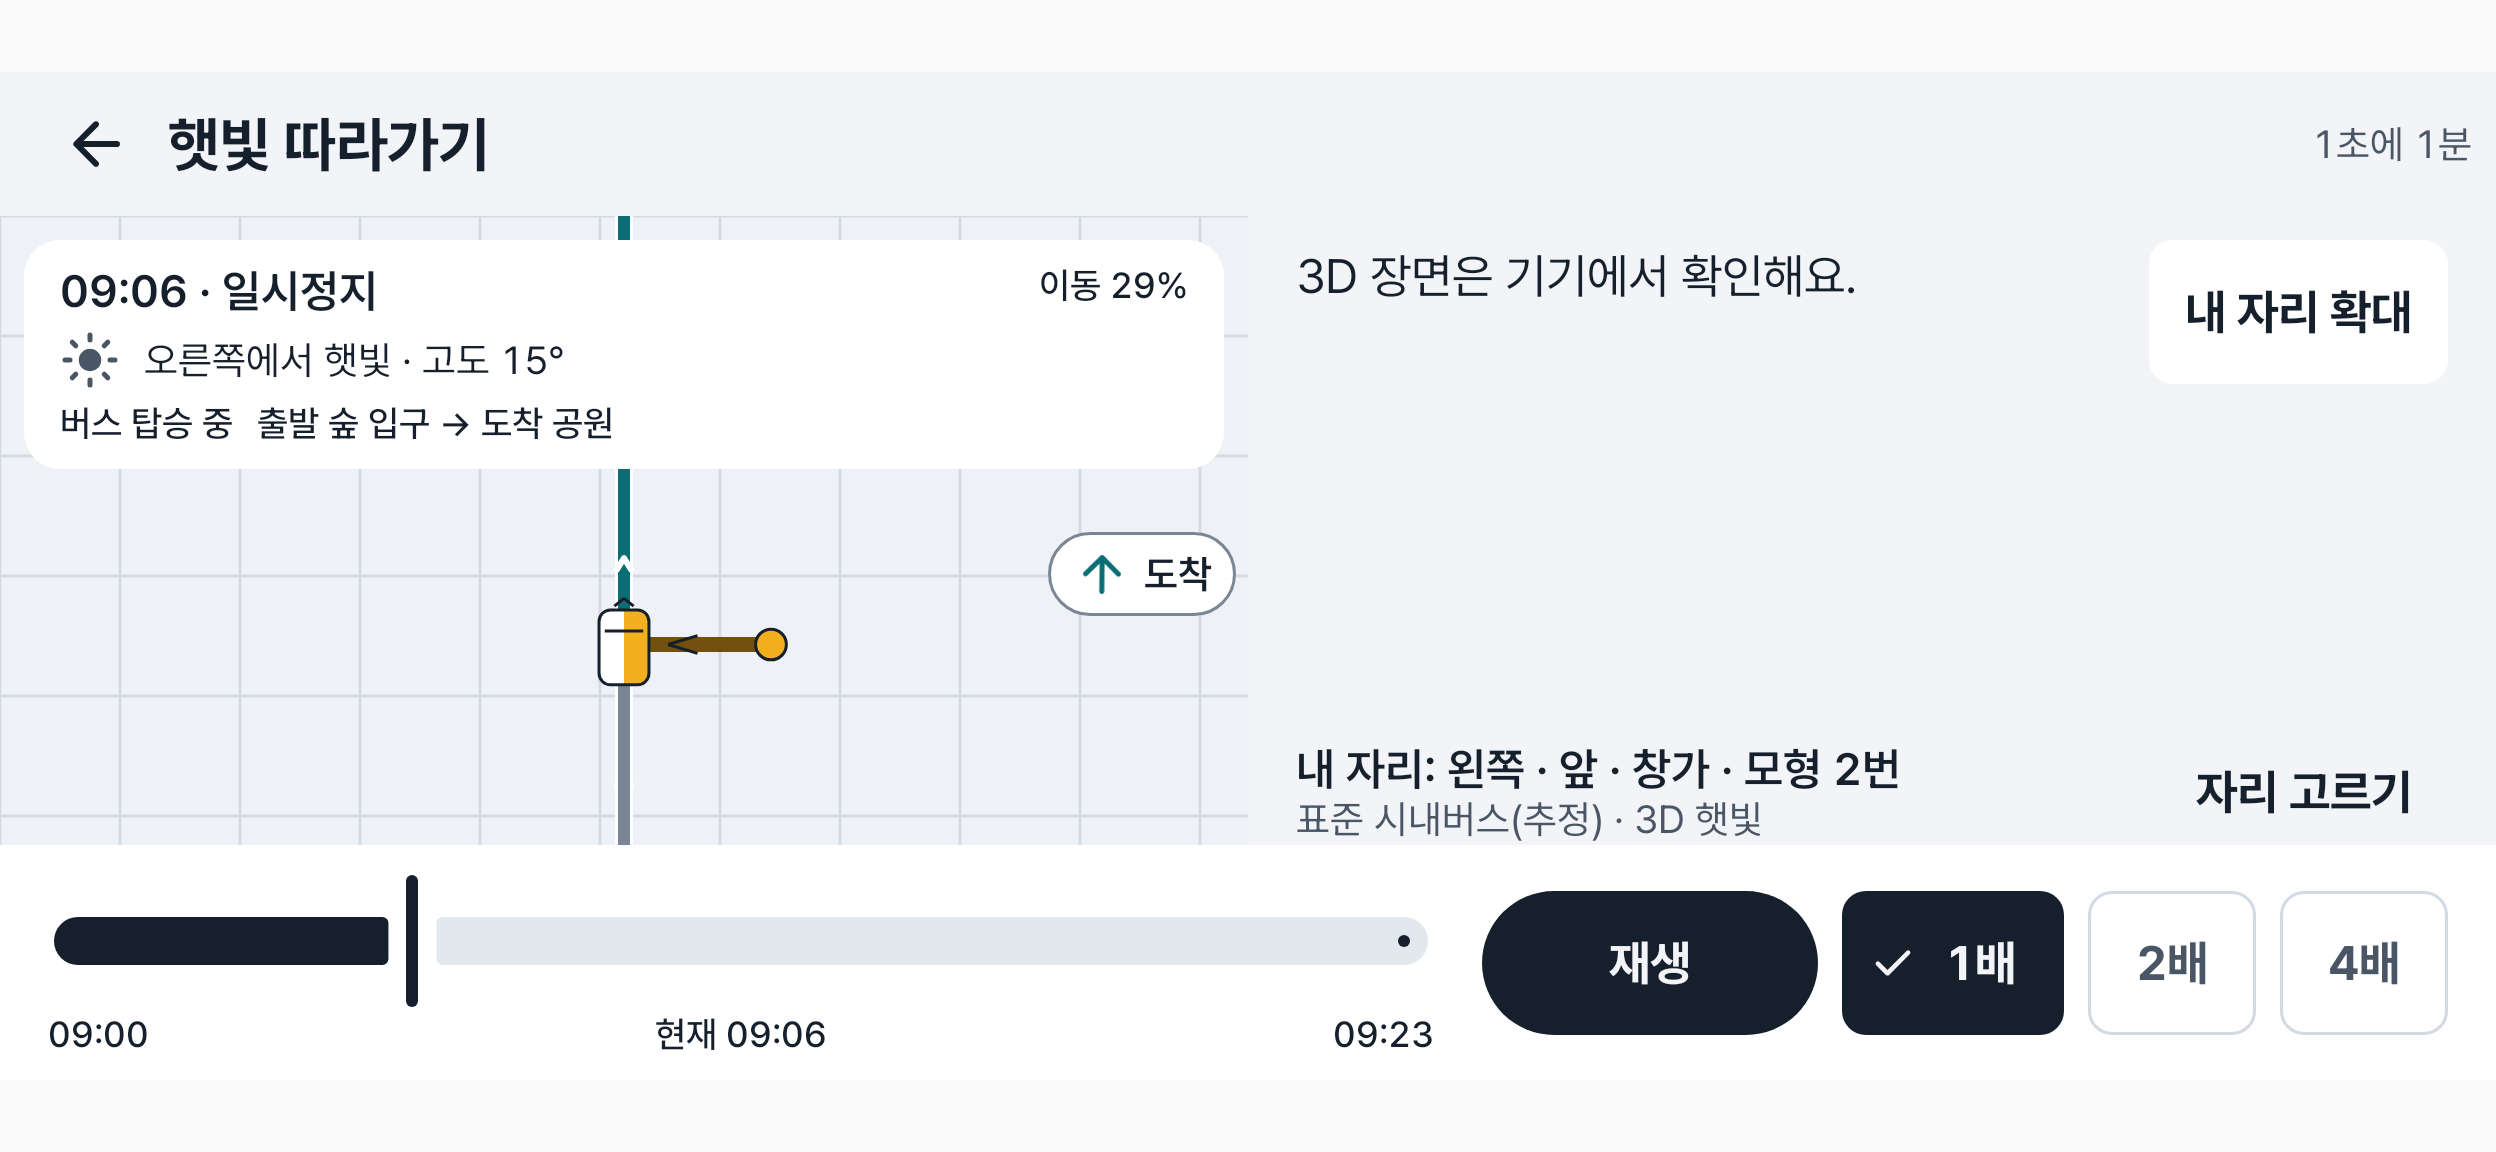 햇빛 따라가기
1초에 1분
09:06 · 일시정지
이동 29%
오른쪽에서 햇빛 · 고도 15°
버스 탑승 중 출발 숲 입구 → 도착 공원
도착
3D 장면은 기기에서 확인해요.
내 자리 확대
내 자리: 왼쪽 · 앞 · 창가 · 모형 2번
표준 시내버스(추정) · 3D 햇빛
자리 고르기
09:00
현재 09:06
09:23
재생
1배
2배
4배